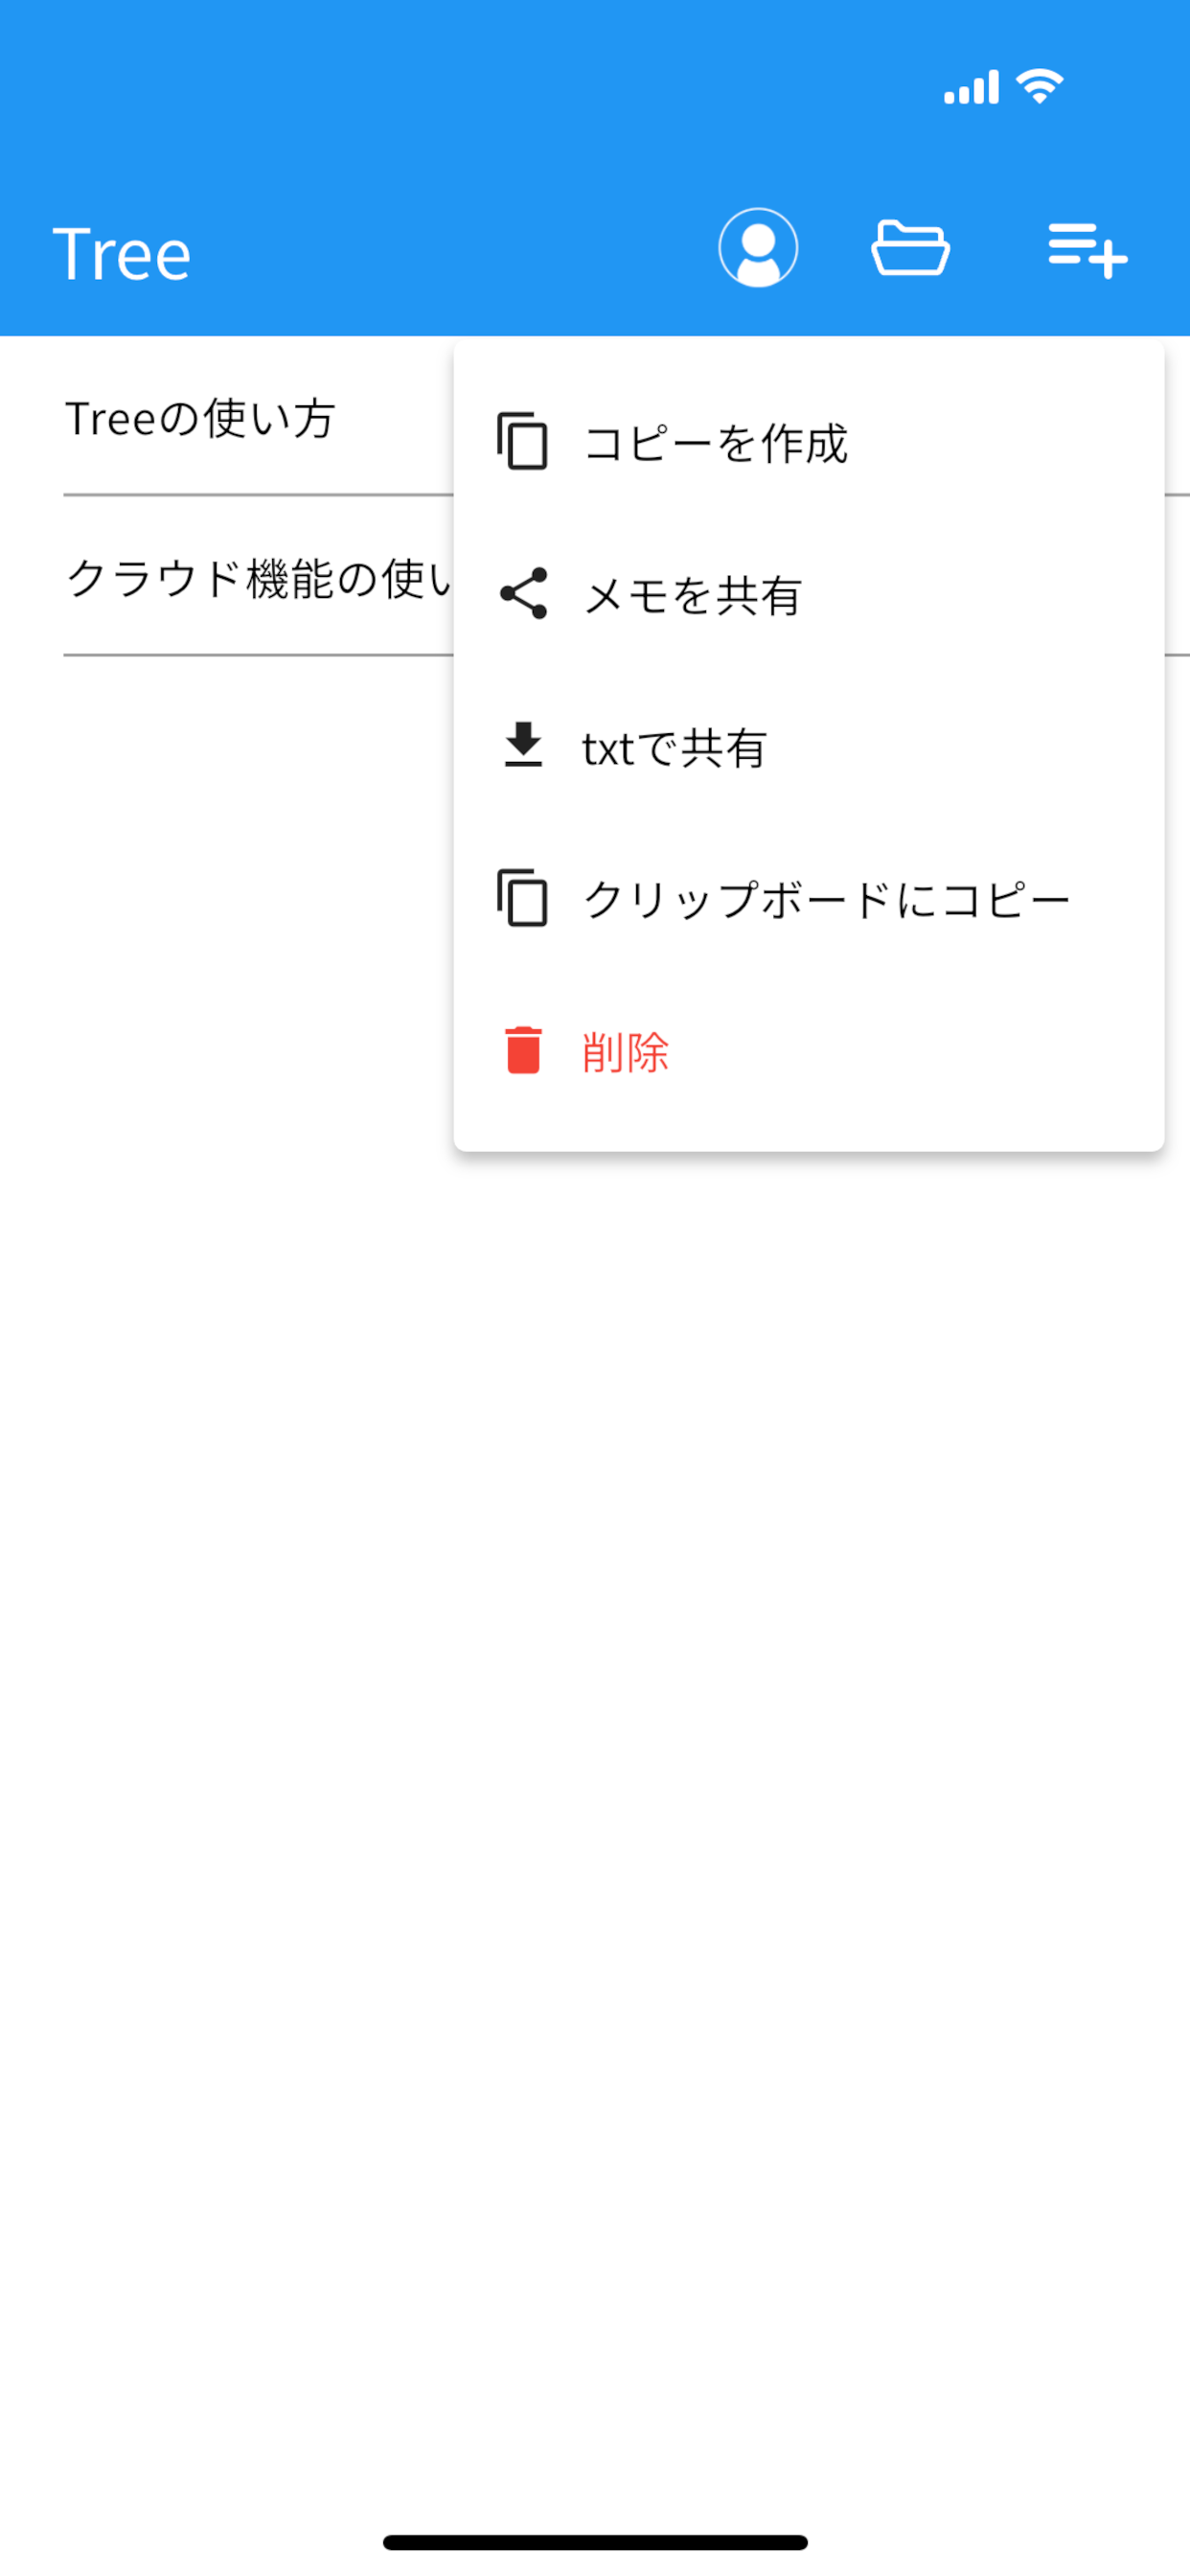 Tree
Treeの使い方
クラウド機能の使い
コピーを作成
メモを共有
txtで共有
クリップボードにコピー
削除